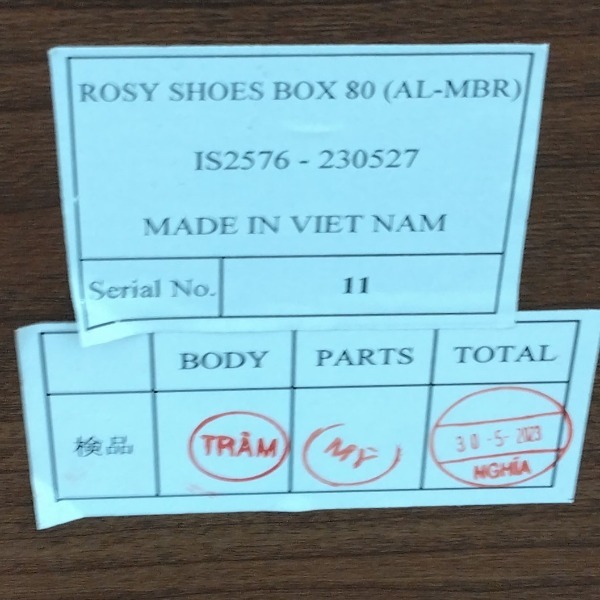 ROSY SHOES BOX 80 (AL-MBR)
IS2576 - 230527
MADE IN VIET NAM
Serial No. 11
BODY PARTS TOTAL
検品 TRÂM MY 30-5-2023
NGHĨA